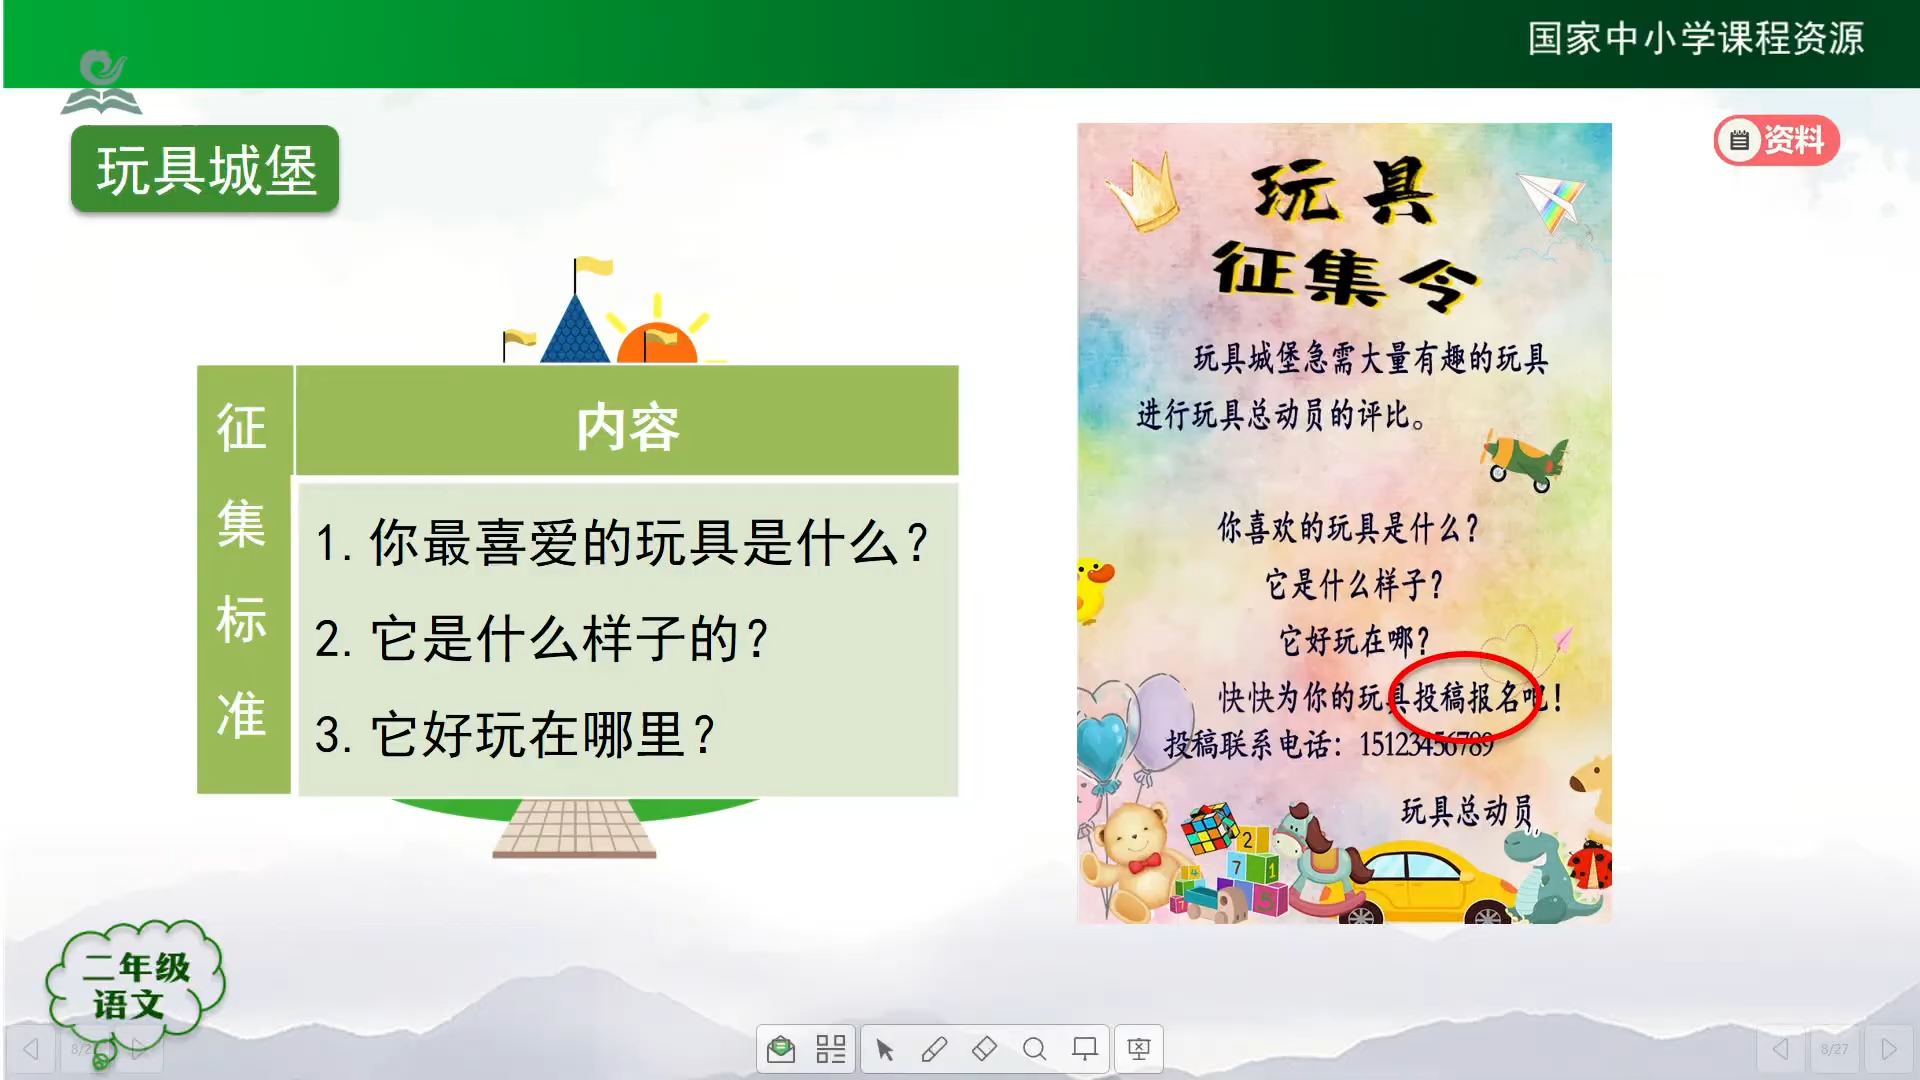 国家中小学课程资源
资料
玩具城堡
征集标准
内容
1.你最喜爱的玩具是什么?
2.它是什么样子的?
3.它好玩在哪里?
玩具
征集令
玩具城堡急需大量有趣的玩具
进行玩具总动员的评比。
你喜欢的玩具是什么?
它是什么样子?
它好玩在哪?
快快为你的玩具投稿报名吧!
投稿联系电话: 15123456789
玩具总动员
二年级
语文
8/27